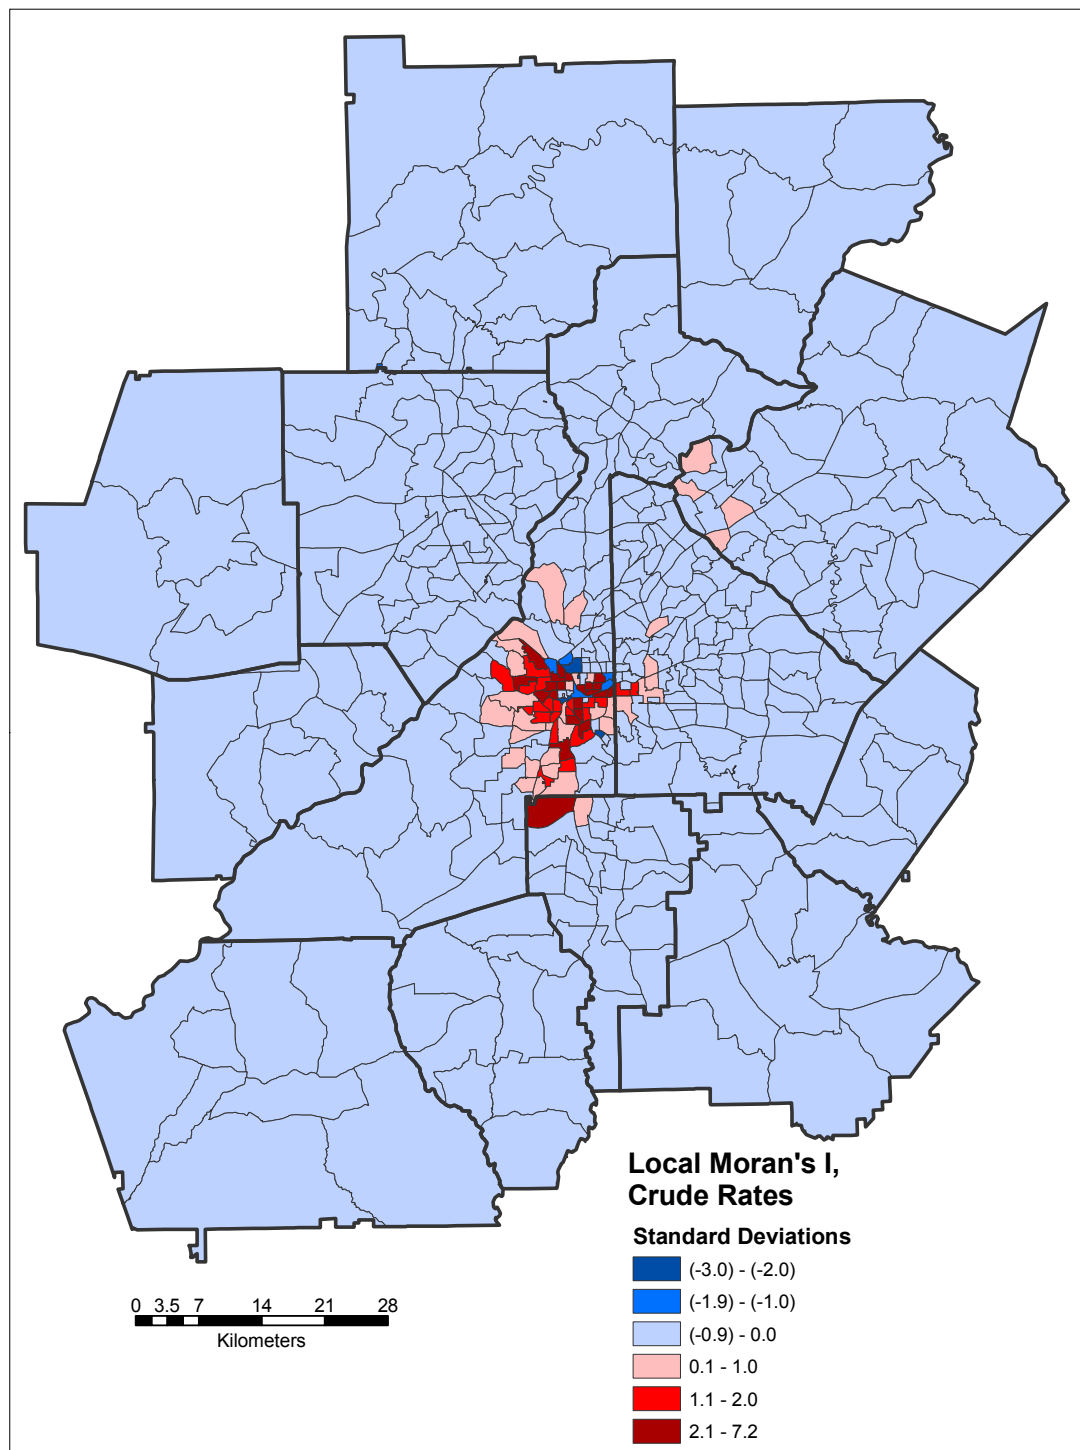 Local Moran's I,
Crude Rates
Standard Deviations
(-3.0) - (-2.0)
(-1.9) - (-1.0)
(-0.9) - 0.0
0.1 - 1.0
1.1 - 2.0
2.1 - 7.2
0 3.5 7 14 21 28
Kilometers